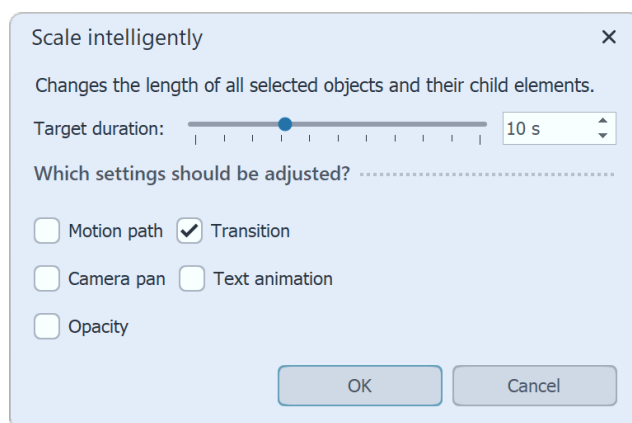 Scale intelligently
Changes the length of all selected objects and their child elements.
Target duration: 10 s
Which settings should be adjusted?
Motion path Transition
Camera pan Text animation
Opacity
OK Cancel